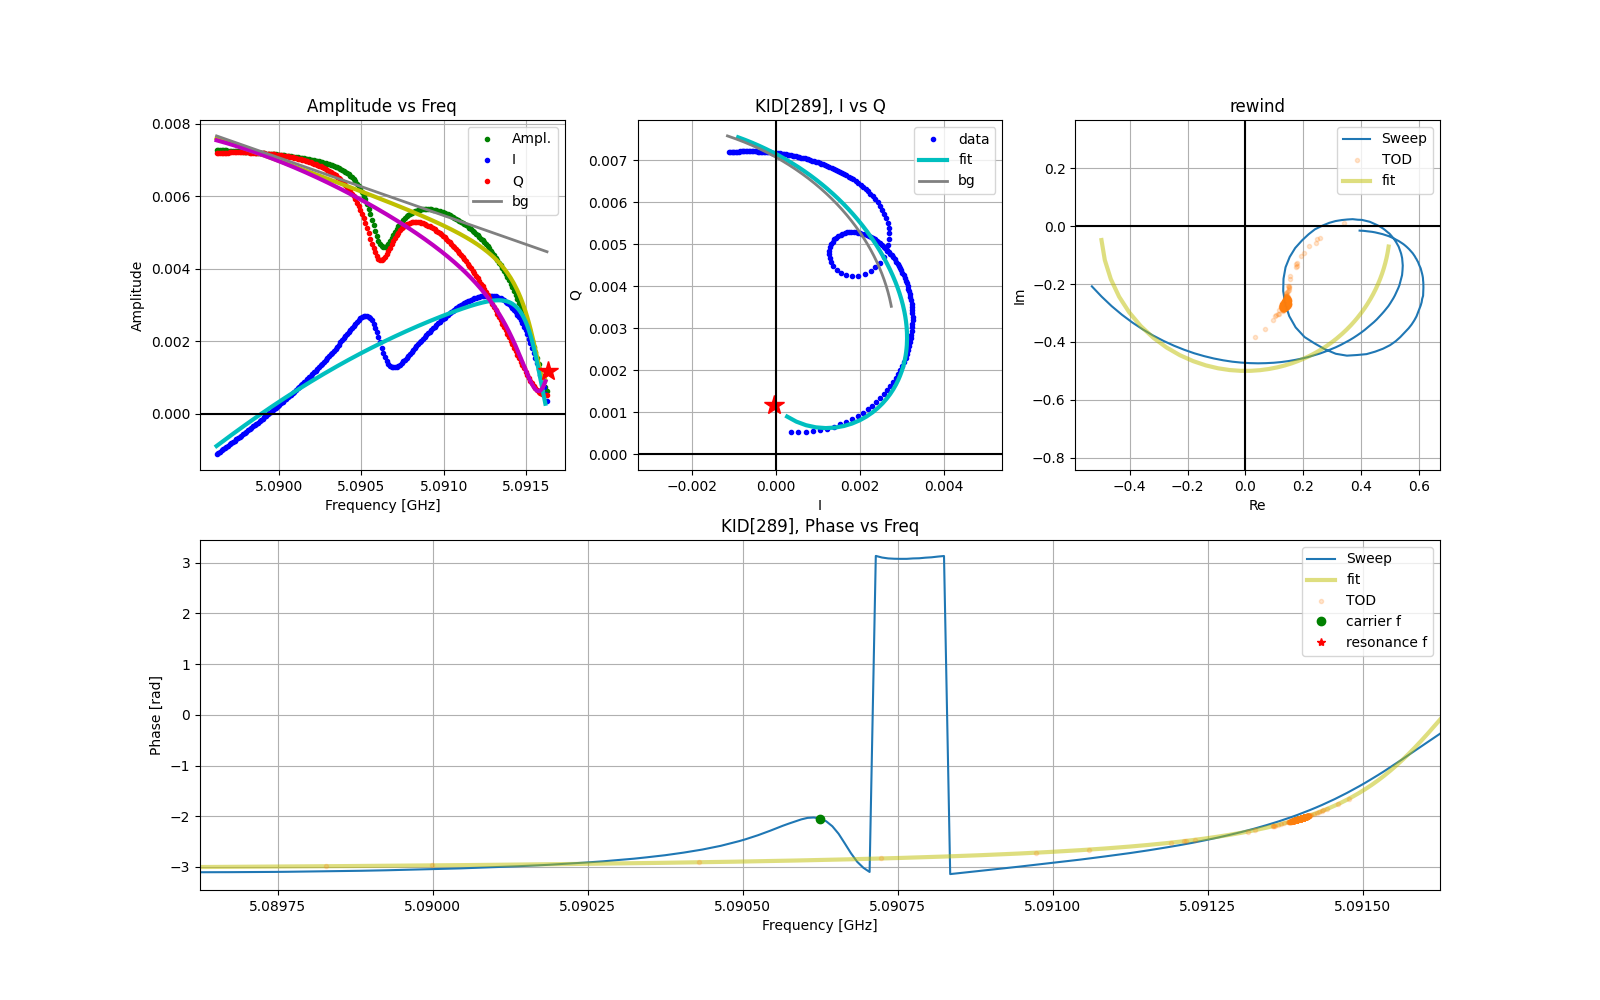 Amplitude vs Freq
0.008
0.006
0.004
0.002
0.000
Amplitude
5.0900
5.0905
5.0910
5.0915
Frequency [GHz]
Ampl.
I
Q
bg
KID[289], I vs Q
0.007
0.006
0.005
0.004
0.003
0.002
0.001
0.000
Q
−0.002
0.000
0.002
0.004
I
data
fit
bg
rewind
0.2
0.0
−0.2
−0.4
−0.6
−0.8
Im
−0.4
−0.2
0.0
0.2
0.4
0.6
Re
Sweep
TOD
fit
KID[289], Phase vs Freq
3
2
1
0
−1
−2
−3
Phase [rad]
5.08975
5.09000
5.09025
5.09050
5.09075
5.09100
5.09125
5.09150
Frequency [GHz]
Sweep
fit
TOD
carrier f
resonance f